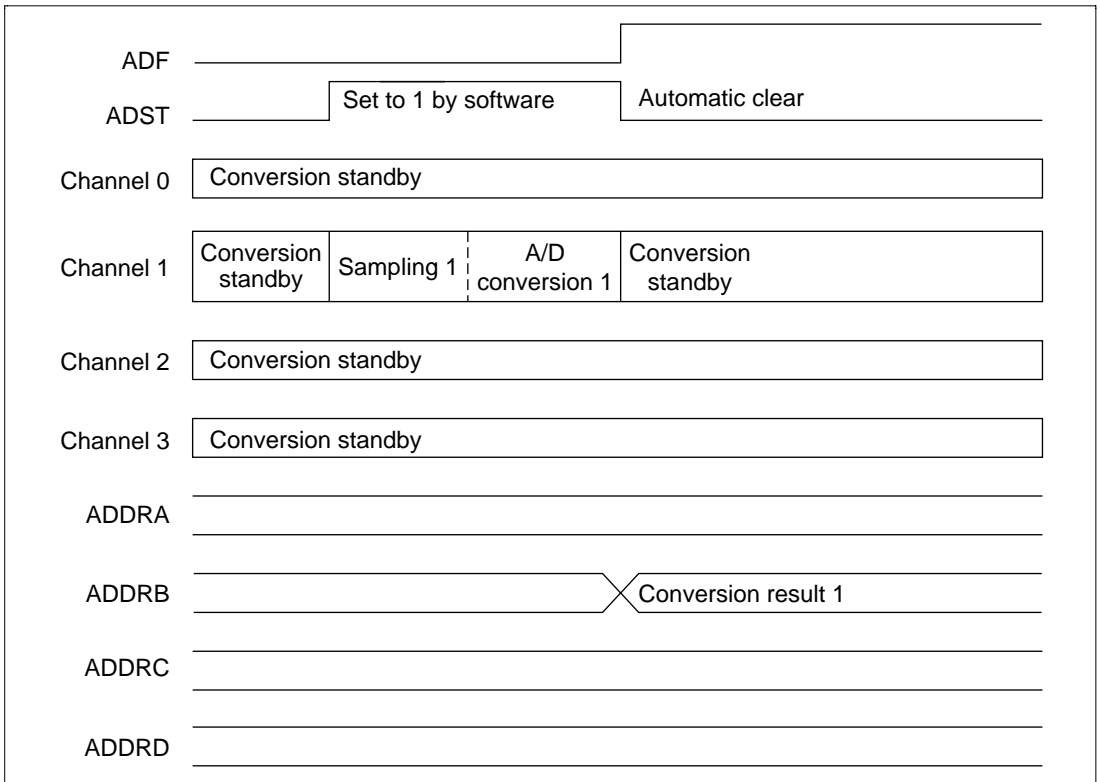 ADF
ADST
Set to 1 by software
Automatic clear
Channel 0
Conversion standby
Channel 1
Conversion
standby
Sampling 1
A/D
conversion 1
Conversion
standby
Channel 2
Conversion standby
Channel 3
Conversion standby
ADDRA
ADDRB
Conversion result 1
ADDRC
ADDRD